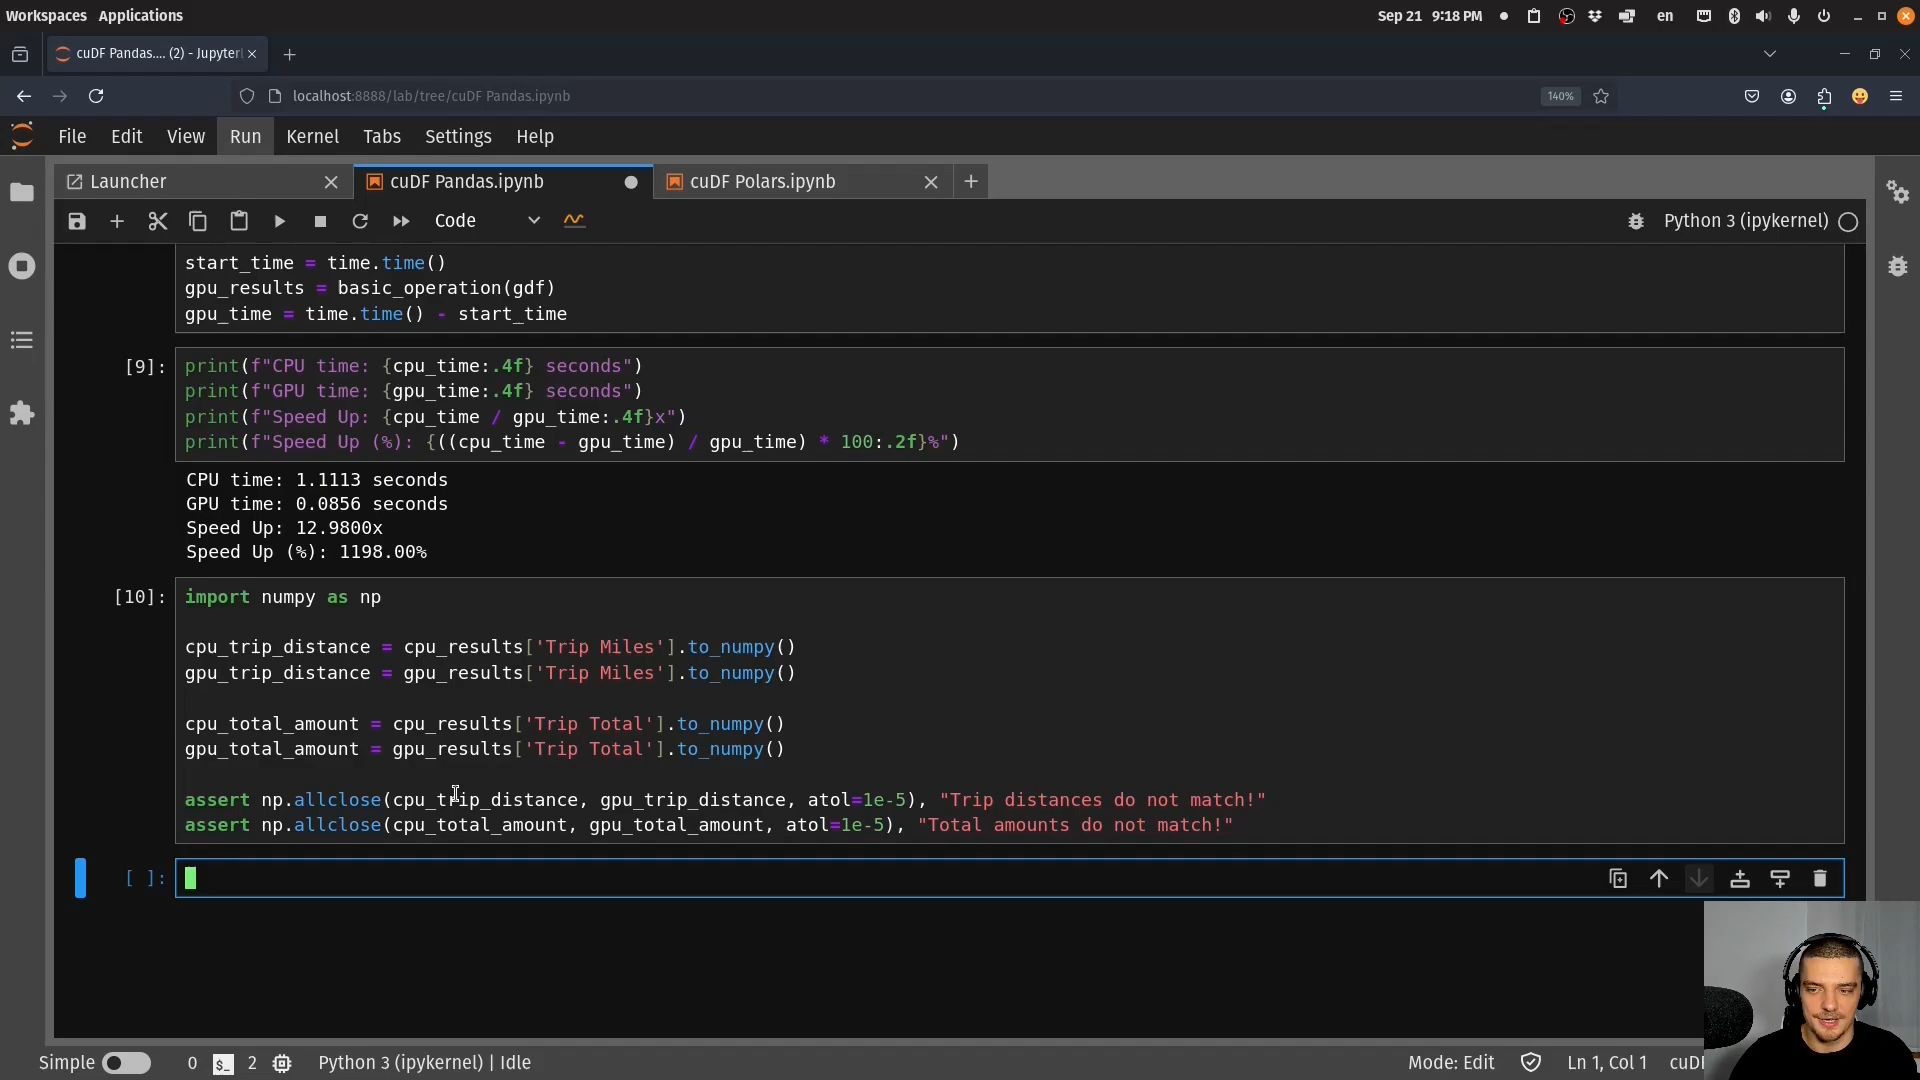 Workspaces Applications
Sep 21 9:18 PM
en
cuDF Pandas.... (2) - Jupyterl
localhost:8888/lab/tree/cuDF Pandas.ipynb
140%
File Edit View Run Kernel Tabs Settings Help
Launcher
cuDF Pandas.ipynb
cuDF Polars.ipynb
Code
Python 3 (ipykernel)
start_time = time.time()
gpu_results = basic_operation(gdf)
gpu_time = time.time() - start_time
[9]:
print(f"CPU time: {cpu_time:.4f} seconds")
print(f"GPU time: {gpu_time:.4f} seconds")
print(f"Speed Up: {cpu_time / gpu_time:.4f}x")
print(f"Speed Up (%): {((cpu_time - gpu_time) / gpu_time) * 100:.2f}%")
CPU time: 1.1113 seconds
GPU time: 0.0856 seconds
Speed Up: 12.9800x
Speed Up (%): 1198.00%
[10]:
import numpy as np
cpu_trip_distance = cpu_results['Trip Miles'].to_numpy()
gpu_trip_distance = gpu_results['Trip Miles'].to_numpy()
cpu_total_amount = cpu_results['Trip Total'].to_numpy()
gpu_total_amount = gpu_results['Trip Total'].to_numpy()
assert np.allclose(cpu_trip_distance, gpu_trip_distance, atol=1e-5), "Trip distances do not match!"
assert np.allclose(cpu_total_amount, gpu_total_amount, atol=1e-5), "Total amounts do not match!"
[ ]:
Simple
0
$_
2
Python 3 (ipykernel) | Idle
Mode: Edit
Ln 1, Col 1
cuDF